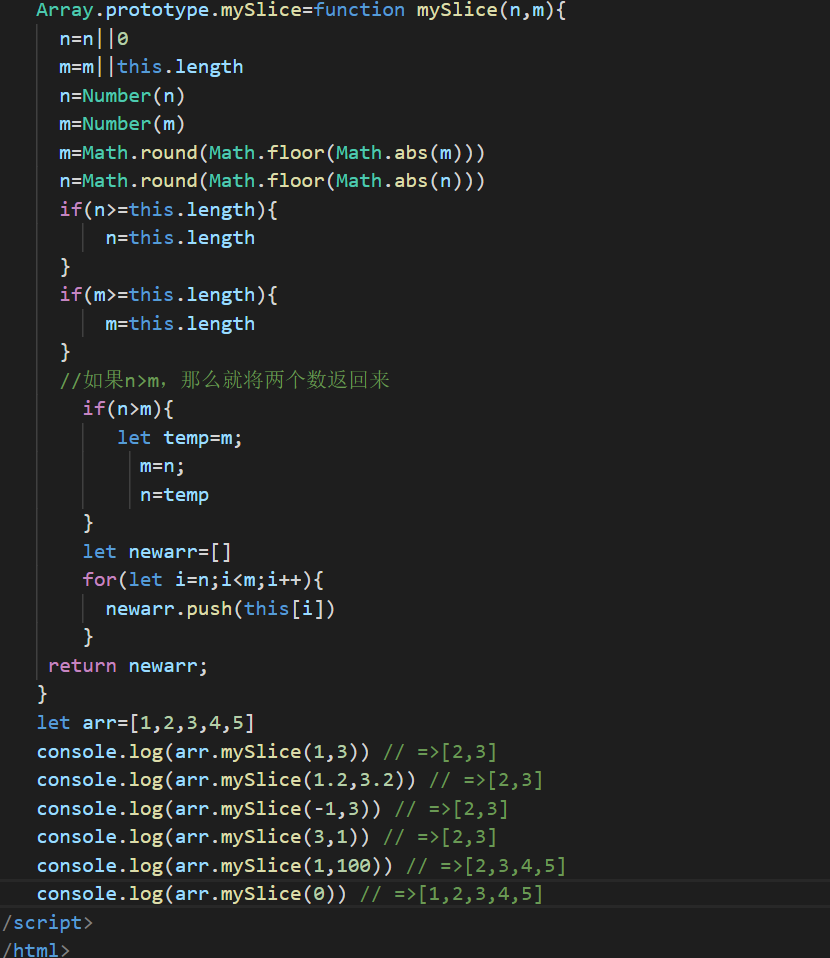 Array.prototype.mySlice=function mySlice(n,m){
n=n||0
m=m||this.length
n=Number(n)
m=Number(m)
m=Math.round(Math.floor(Math.abs(m)))
n=Math.round(Math.floor(Math.abs(n)))
if(n>=this.length){
n=this.length
}
if(m>=this.length){
m=this.length
}
//如果n>m，那么就将两个数返回来
if(n>m){
let temp=m;
m=n;
n=temp
}
let newarr=[]
for(let i=n;i<m;i++){
newarr.push(this[i])
}
return newarr;
}
let arr=[1,2,3,4,5]
console.log(arr.mySlice(1,3)) // =>[2,3]
console.log(arr.mySlice(1.2,3.2)) // =>[2,3]
console.log(arr.mySlice(-1,3)) // =>[2,3]
console.log(arr.mySlice(3,1)) // =>[2,3]
console.log(arr.mySlice(1,100)) // =>[2,3,4,5]
console.log(arr.mySlice(0)) // =>[1,2,3,4,5]
/script>
/html>